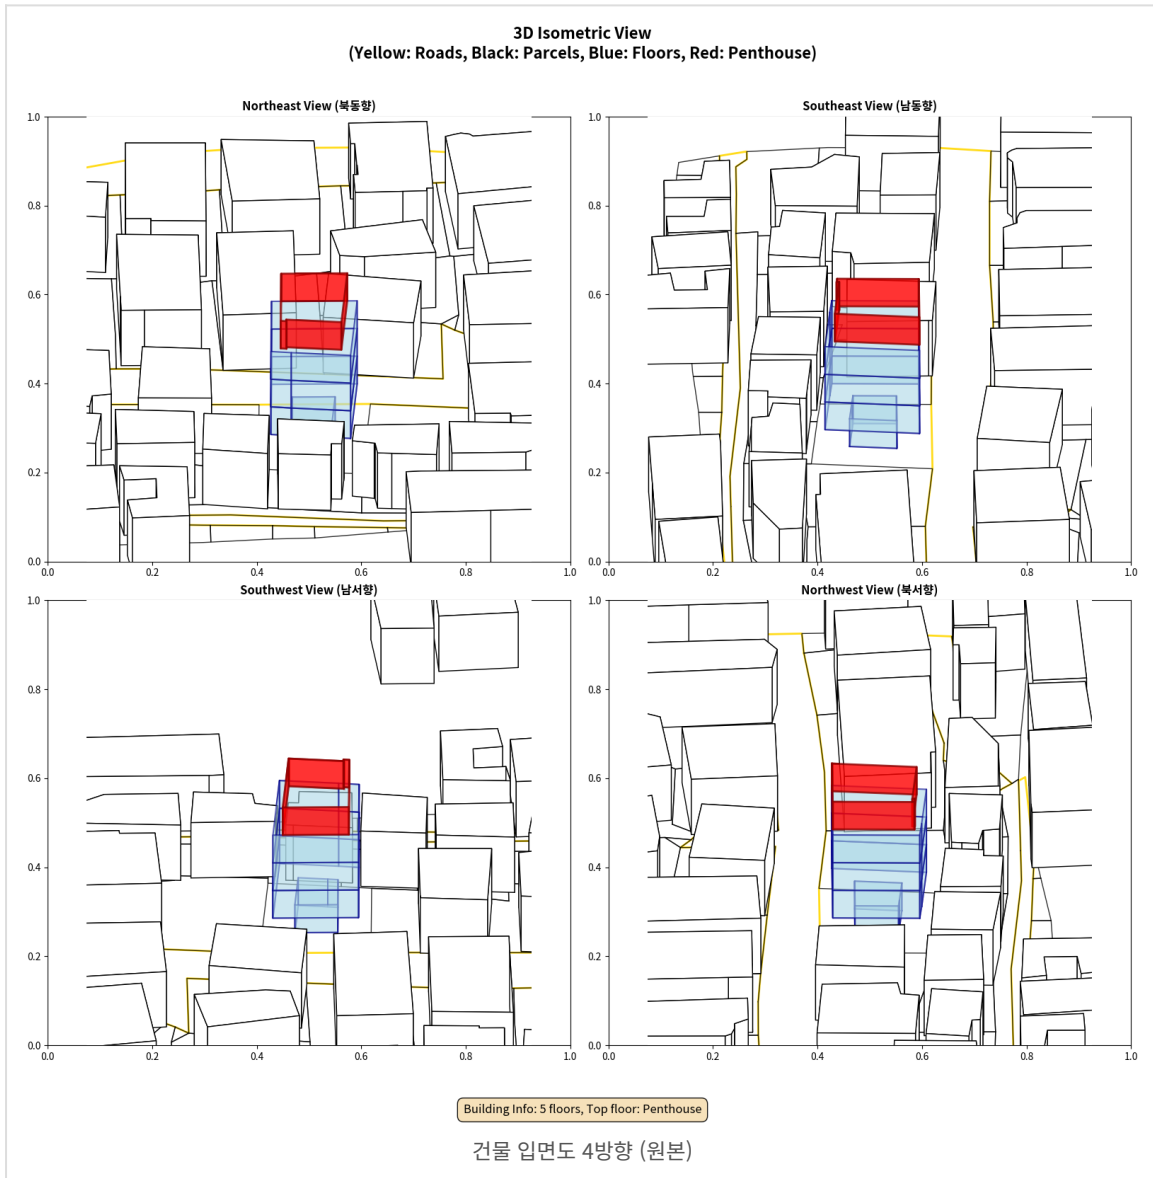 3D Isometric View
(Yellow: Roads, Black: Parcels, Blue: Floors, Red: Penthouse)
Northeast View (북동향)
1.0
0.8
0.6
0.4
0.2
0.0
0.0 0.2 0.4 0.6 0.8 1.0
Southeast View (남동향)
1.0
0.8
0.6
0.4
0.2
0.0
0.0 0.2 0.4 0.6 0.8 1.0
Southwest View (남서향)
1.0
0.8
0.6
0.4
0.2
0.0
0.0 0.2 0.4 0.6 0.8 1.0
Northwest View (북서향)
1.0
0.8
0.6
0.4
0.2
0.0
0.0 0.2 0.4 0.6 0.8 1.0
Building Info: 5 floors, Top floor: Penthouse
건물 입면도 4방향 (원본)